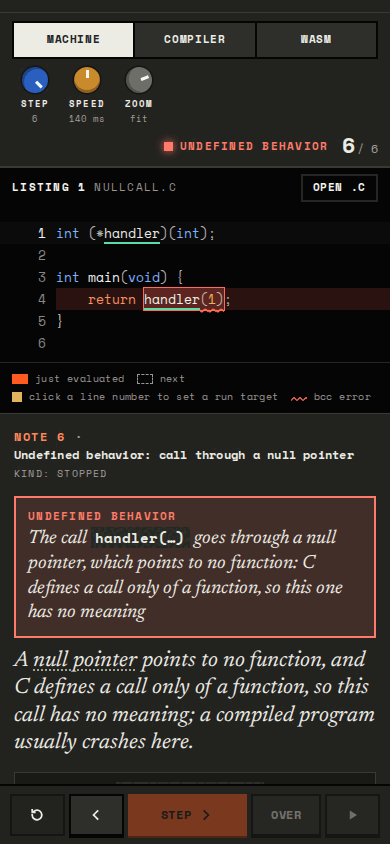 MACHINE COMPILER WASM
STEP SPEED ZOOM
6 140 ms fit
UNDEFINED BEHAVIOR 6 / 6
LISTING 1 NULLCALL.C OPEN .C
1 int (*handler)(int);
2
3 int main(void) {
4 return handler(1);
5 }
6
just evaluated next
click a line number to set a run target bcc error
NOTE 6 ·
Undefined behavior: call through a null pointer
KIND: STOPPED
UNDEFINED BEHAVIOR
The call handler(…) goes through a null
pointer, which points to no function: C
defines a call only of a function, so this one
has no meaning
A null pointer points to no function, and
C defines a call only of a function, so this
call has no meaning; a compiled program
usually crashes here.
STEP OVER